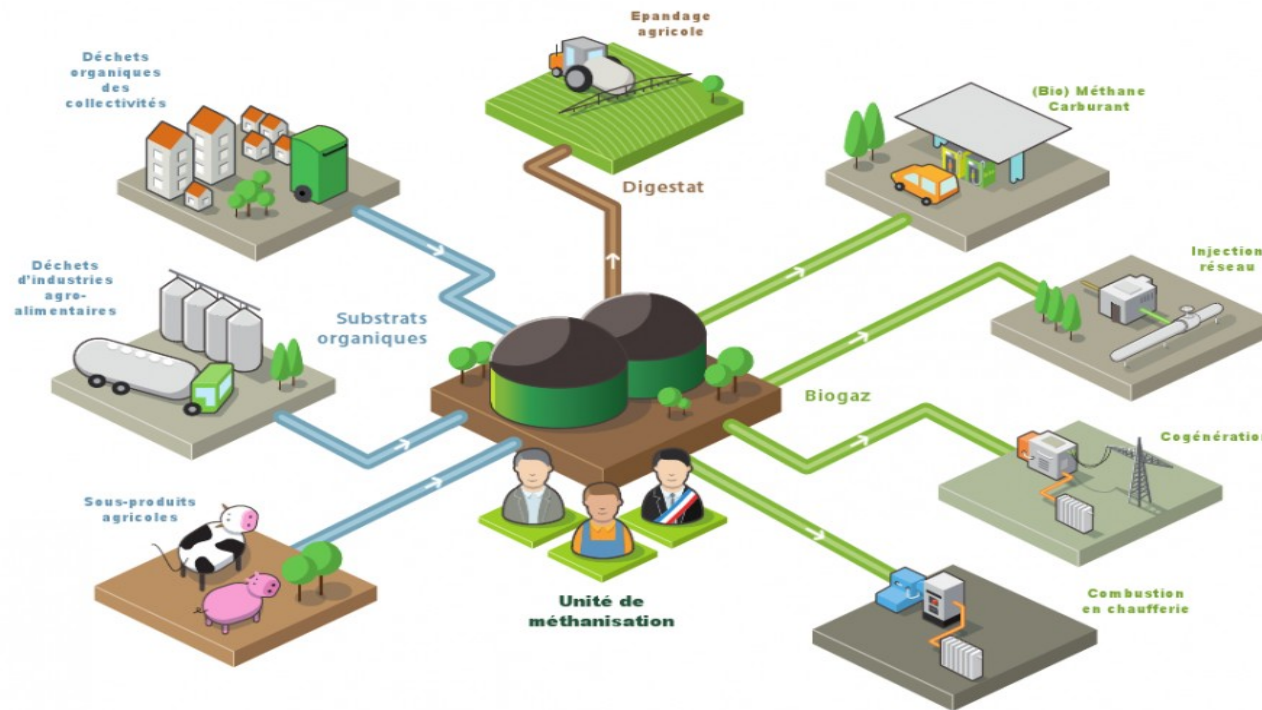 Epandage
agricole
Déchets
organiques
des
collectivités
(Bio) Méthane
Carburant
Digestat
Injection
réseau
Déchets
d'industries
agro-
alimentaires
Substrats
organiques
Biogaz
Cogénération
Sous-produits
agricoles
Combustion
en chaufferie
Unité de
méthanisation